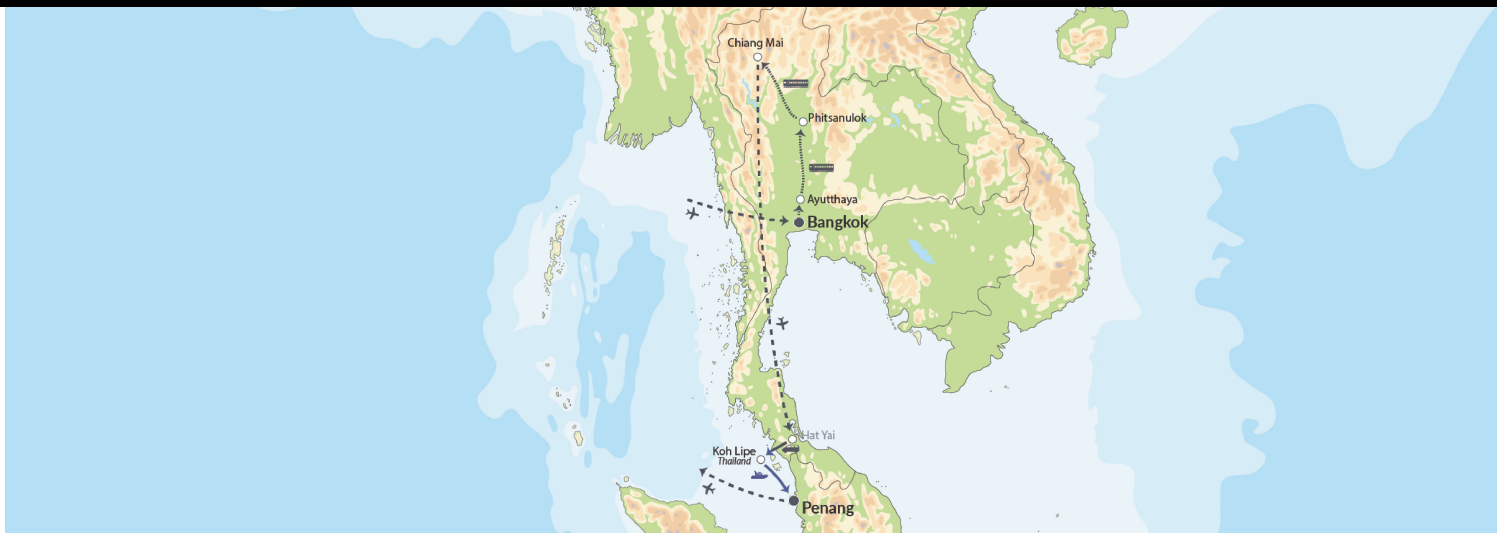 Chiang Mai
Phitsanulok
Ayutthaya
Bangkok
Hat Yai
Koh Lipe
Thailand
Penang